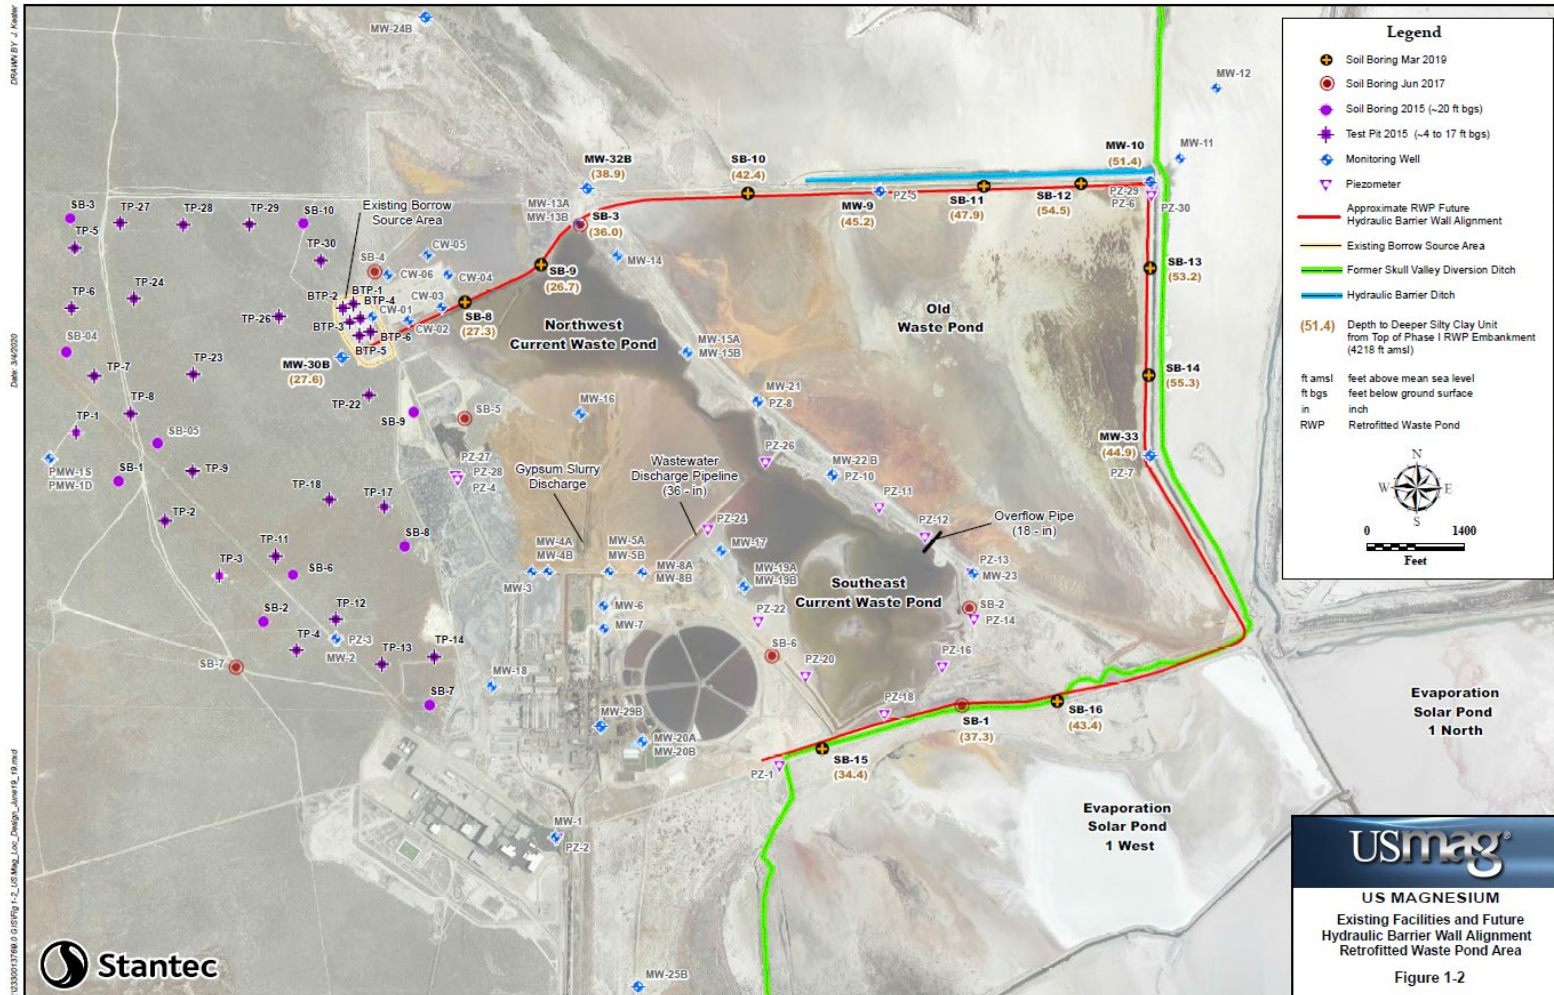 DRAWN BY J. Kester
Date: 3/4/2020
MW-24B
MW-12
MW-11
MW-10
(51.4)
MW-32B
(38.9)
SB-10
(42.4)
MW-13A
MW-13B
SB-3
(36.0)
MW-9
(45.2)
PZ-5
SB-11
(47.9)
SB-12
(54.5)
PZ-29
PZ-6
PZ-30
SB-3
TP-27
TP-28
TP-29
SB-10
Existing Borrow
Source Area
TP-5
TP-30
SB-4
CW-05
CW-06
CW-04
MW-14
SB-9
(26.7)
SB-13
(53.2)
TP-24
TP-6
BTP-2
BTP-1
BTP-4
CW-03
CW-01
TP-26
BTP-3
CW-02
BTP-6
BTP-5
SB-8
(27.3)
Northwest
Current Waste Pond
Old
Waste Pond
SB-04
MW-30B
(27.6)
MW-15A
MW-15B
TP-23
TP-7
SB-14
(55.3)
TP-8
TP-22
TP-1
SB-9
SB-5
MW-16
MW-21
PZ-8
SB-05
MW-33
(44.9)
PZ-7
PMW-1S
PMW-1D
SB-1
TP-9
PZ-27
PZ-28
PZ-4
Gypsum Slurry
Discharge
Wastewater
Discharge Pipeline
(36 - in)
PZ-26
MW-22 B
PZ-10
TP-18
TP-17
PZ-11
TP-2
PZ-24
PZ-12
Overflow Pipe
(18 - in)
TP-11
SB-8
MW-4A
MW-4B
MW-5A
MW-5B
MW-8A
MW-8B
MW-17
TP-3
SB-6
MW-3
MW-19A
MW-19B
PZ-13
MW-23
Southeast
Current Waste Pond
SB-2
TP-12
MW-6
MW-7
PZ-22
SB-2
PZ-14
TP-4
PZ-3
MW-2
TP-13
TP-14
SB-7
MW-18
SB-6
PZ-20
PZ-16
SB-7
MW-29B
MW-20A
MW-20B
PZ-18
SB-1
(37.3)
SB-16
(43.4)
PZ-1
SB-15
(34.4)
Evaporation
Solar Pond
1 North
Evaporation
Solar Pond
1 West
MW-1
PZ-2
MW-25B
Stantec
Legend
Soil Boring Mar 2019
Soil Boring Jun 2017
Soil Boring 2015 (~20 ft bgs)
Test Pit 2015 (~4 to 17 ft bgs)
Monitoring Well
Piezometer
Approximate RWP Future
Hydraulic Barrier Wall Alignment
Existing Borrow Source Area
Former Skull Valley Diversion Ditch
Hydraulic Barrier Ditch
(51.4) Depth to Deeper Silty Clay Unit
from Top of Phase I RWP Embankment
(4218 ft amsl)
ft amsl feet above mean sea level
ft bgs feet below ground surface
in inch
RWP Retrofitted Waste Pond
N
W E
S
0 1400
Feet
USmag®
US MAGNESIUM
Existing Facilities and Future
Hydraulic Barrier Wall Alignment
Retrofitted Waste Pond Area
Figure 1-2